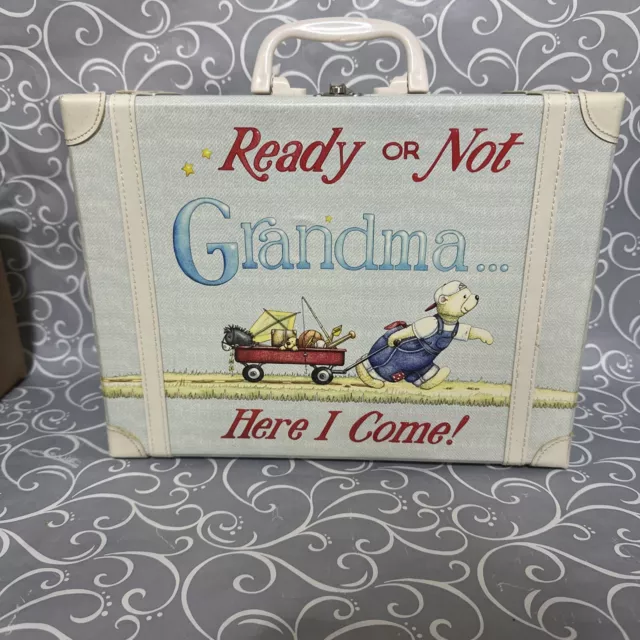 Ready OR Not
Grandma...
Here I Come!